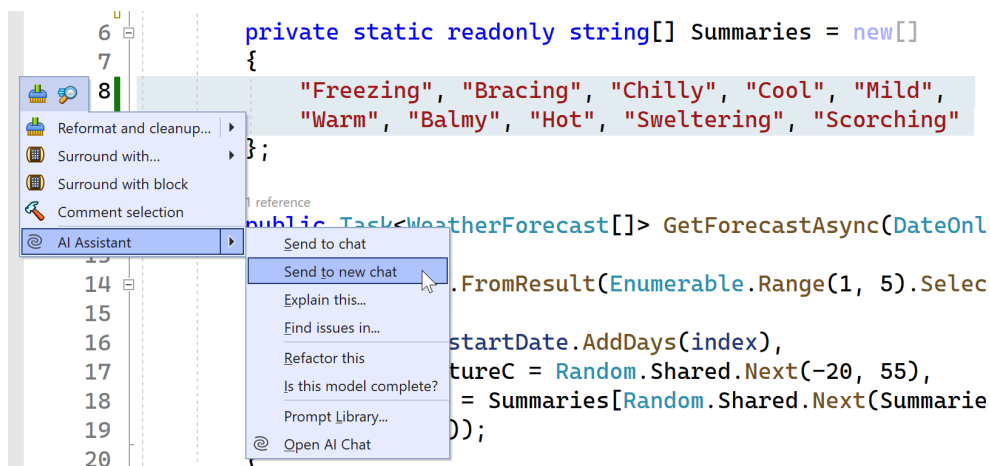 6 private static readonly string[] Summaries = new[]
7 {
8 "Freezing", "Bracing", "Chilly", "Cool", "Mild",
"Warm", "Balmy", "Hot", "Sweltering", "Scorching"
};
Reformat and cleanup...
Surround with...
Surround with block
Comment selection
AI Assistant
1 reference
public Task<WeatherForecast[]> GetForecastAsync(DateOnl
Send to chat
Send to new chat
Explain this...
Find issues in...
Refactor this
Is this model complete?
Prompt Library...
Open AI Chat
14 .FromResult(Enumerable.Range(1, 5).Selec
15
16 startDate.AddDays(index),
17 tureC = Random.Shared.Next(-20, 55),
18 = Summaries[Random.Shared.Next(Summarie
19 ));
20